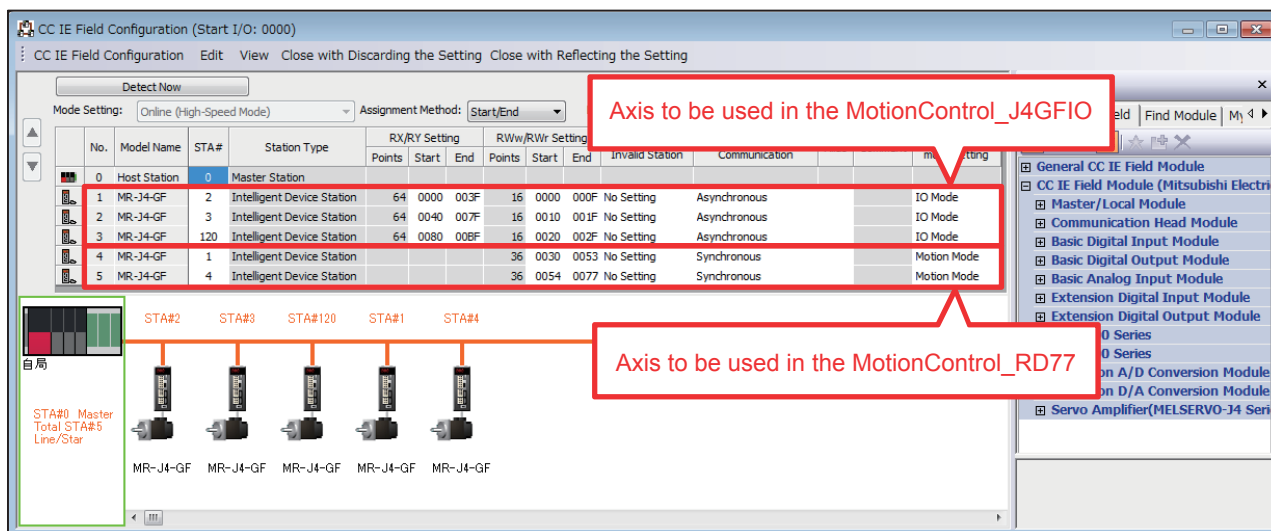 CC IE Field Configuration (Start I/O: 0000)
CC IE Field Configuration Edit View Close with Discarding the Setting Close with Reflecting the Setting
Detect Now
Mode Setting: Online (High-Speed Mode) Assignment Method: Start/End
Axis to be used in the MotionControl_J4GFIO
Find Module
No. Model Name STA# Station Type RX/RY Setting RWw/RWr Setting
Points Start End Points Start End Invalid Station Communication
0 Host Station 0 Master Station
1 MR-J4-GF 2 Intelligent Device Station 64 0000 003F 16 0000 000F No Setting Asynchronous IO Mode
2 MR-J4-GF 3 Intelligent Device Station 64 0040 007F 16 0010 001F No Setting Asynchronous IO Mode
3 MR-J4-GF 120 Intelligent Device Station 64 0080 00BF 16 0020 002F No Setting Asynchronous IO Mode
4 MR-J4-GF 1 Intelligent Device Station 36 0030 0053 No Setting Synchronous Motion Mode
5 MR-J4-GF 4 Intelligent Device Station 36 0054 0077 No Setting Synchronous Motion Mode
General CC IE Field Module
CC IE Field Module (Mitsubishi Electri
Master/Local Module
Communication Head Module
Basic Digital Input Module
Basic Digital Output Module
Basic Analog Input Module
Extension Digital Input Module
Extension Digital Output Module
0 Series
0 Series
on A/D Conversion Module
on D/A Conversion Module
Servo Amplifier(MELSERVO-J4 Seri
STA#2 STA#3 STA#120 STA#1 STA#4
Axis to be used in the MotionControl_RD77
自局
STA#0 Master
Total STA#5
Line/Star
MR-J4-GF MR-J4-GF MR-J4-GF MR-J4-GF MR-J4-GF